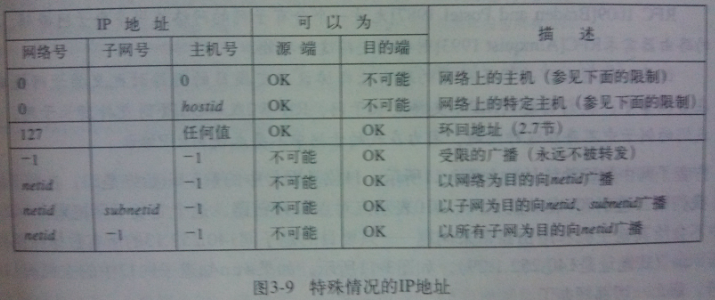 RFC 1009
IP 地 址 可 以 为 描 述
网络号 子网号 主机号 源 端 目的端
0 0 OK 不可能 网络上的主机（参见下面的限制）
0 hostid OK 不可能 网络上的特定主机（参见下面的限制）
127 任何值 OK OK 环回地址（2.7节）
-1 -1 不可能 OK 受限的广播（永远不被转发）
netid -1 不可能 OK 以网络为目的向netid广播
netid subnetid -1 不可能 OK 以子网为目的向netid、subnetid广播
netid -1 -1 不可能 OK 以所有子网为目的向netid广播
图3-9 特殊情况的IP地址